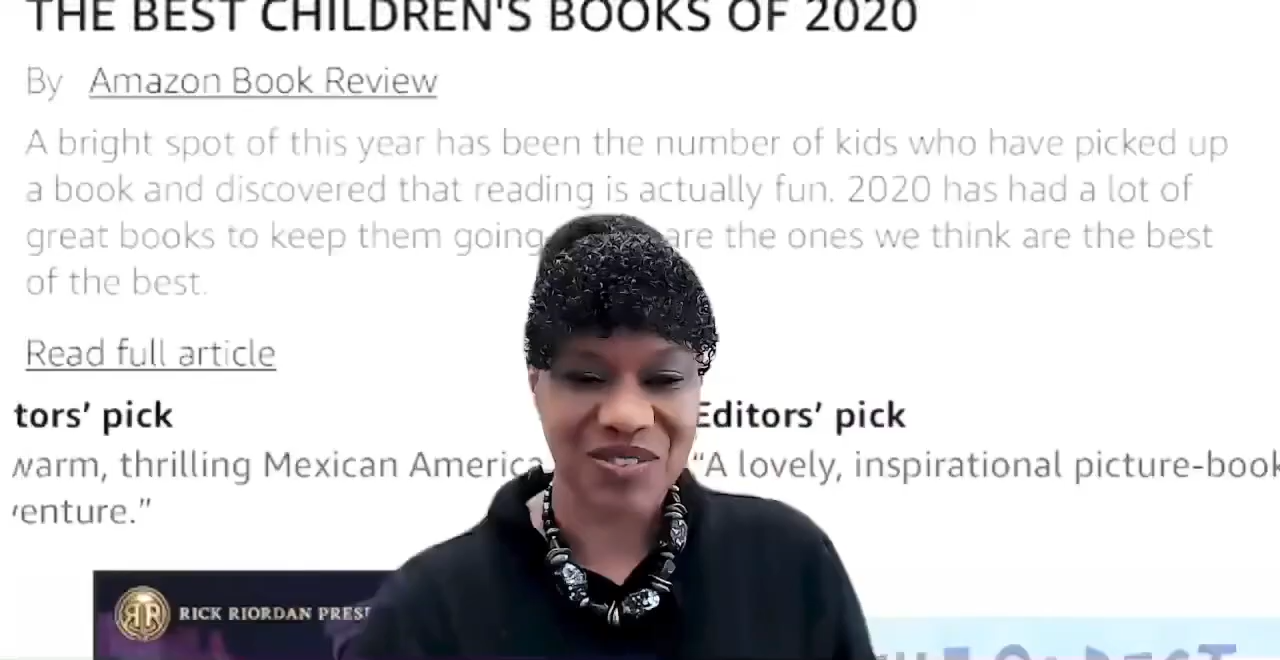 THE BEST CHILDREN'S BOOKS OF 2020
By Amazon Book Review
A bright spot of this year has been the number of kids who have picked up
a book and discovered that reading is actually fun. 2020 has had a lot of
great books to keep them going are the ones we think are the best
of the best.
Read full article
tors' pick
warm, thrilling Mexican America
venture.”
Editors' pick
“A lovely, inspirational picture-book
RR
RICK RIORDAN PRES